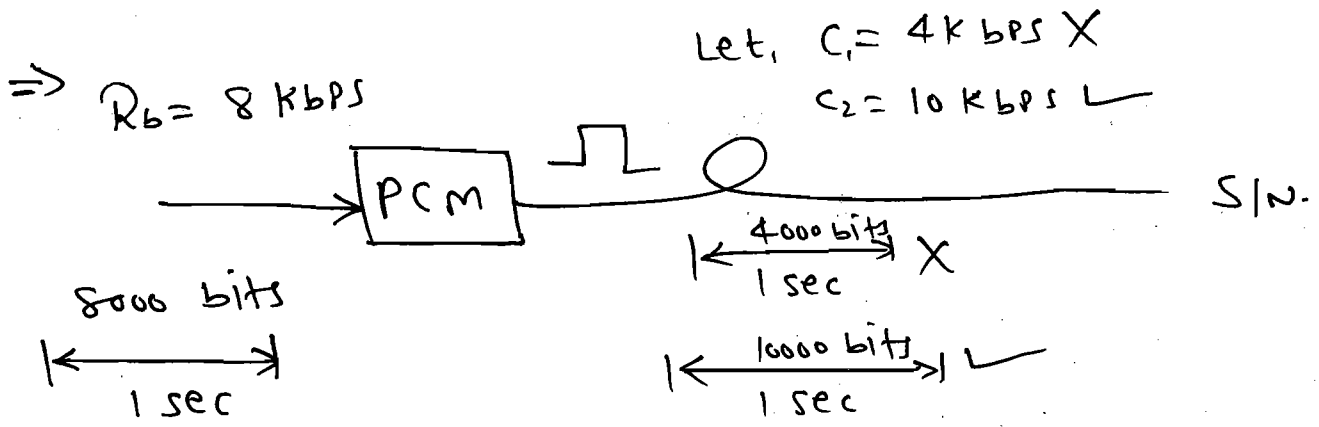 Let, C₁= 4K bps X
⇒ Rb= 8 Kbps
C₂= 10 K bps ✓
PCM
S/N.
4000 bits X
1 sec
8000 bits
1 sec
10000 bits ✓
1 sec